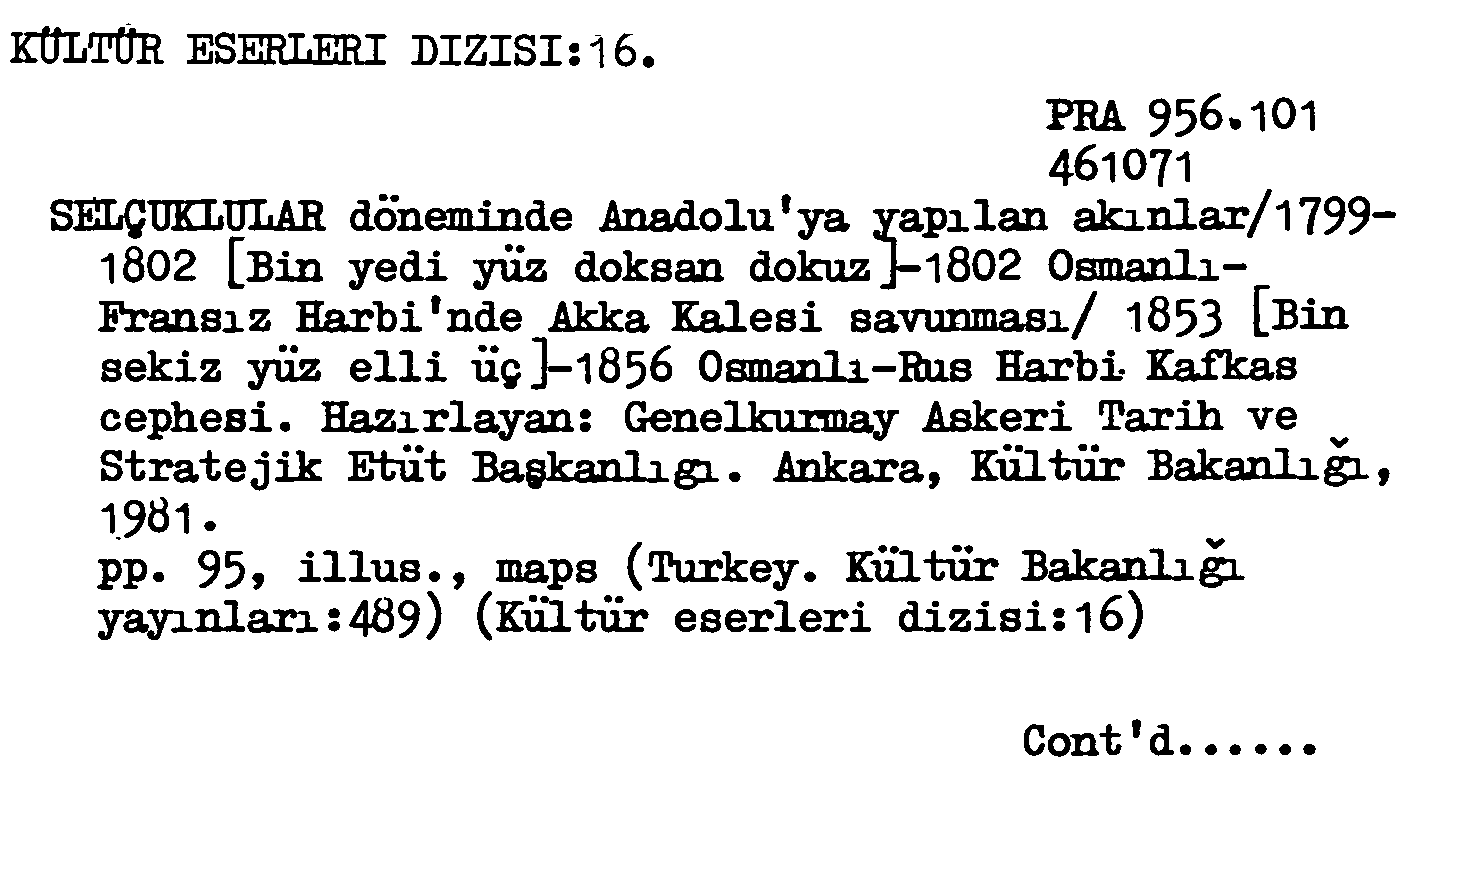 KÜLTÜR ESERLERI DIZISI:16.
PRA 956.101
461071
SELÇUKLULAR döneminde Anadolu'ya yapılan akınlar/1799-
1802 [Bin yedi yüz doksan dokuz]-1802 Osmanlı-
Fransız Harbi'nde Akka Kalesi savunması/ 1853 [Bin
sekiz yüz elli üç]-1856 Osmanlı-Rus Harbi Kafkas
cephesi. Hazırlayan: Genelkurmay Askeri Tarih ve
Stratejik Etüt Başkanlıgı. Ankara, Kültür Bakanlığı,
1981.
pp. 95, illus., maps (Turkey. Kültür Bakanlığı
yayınları:489) (Kültür eserleri dizisi:16)
Cont'd......